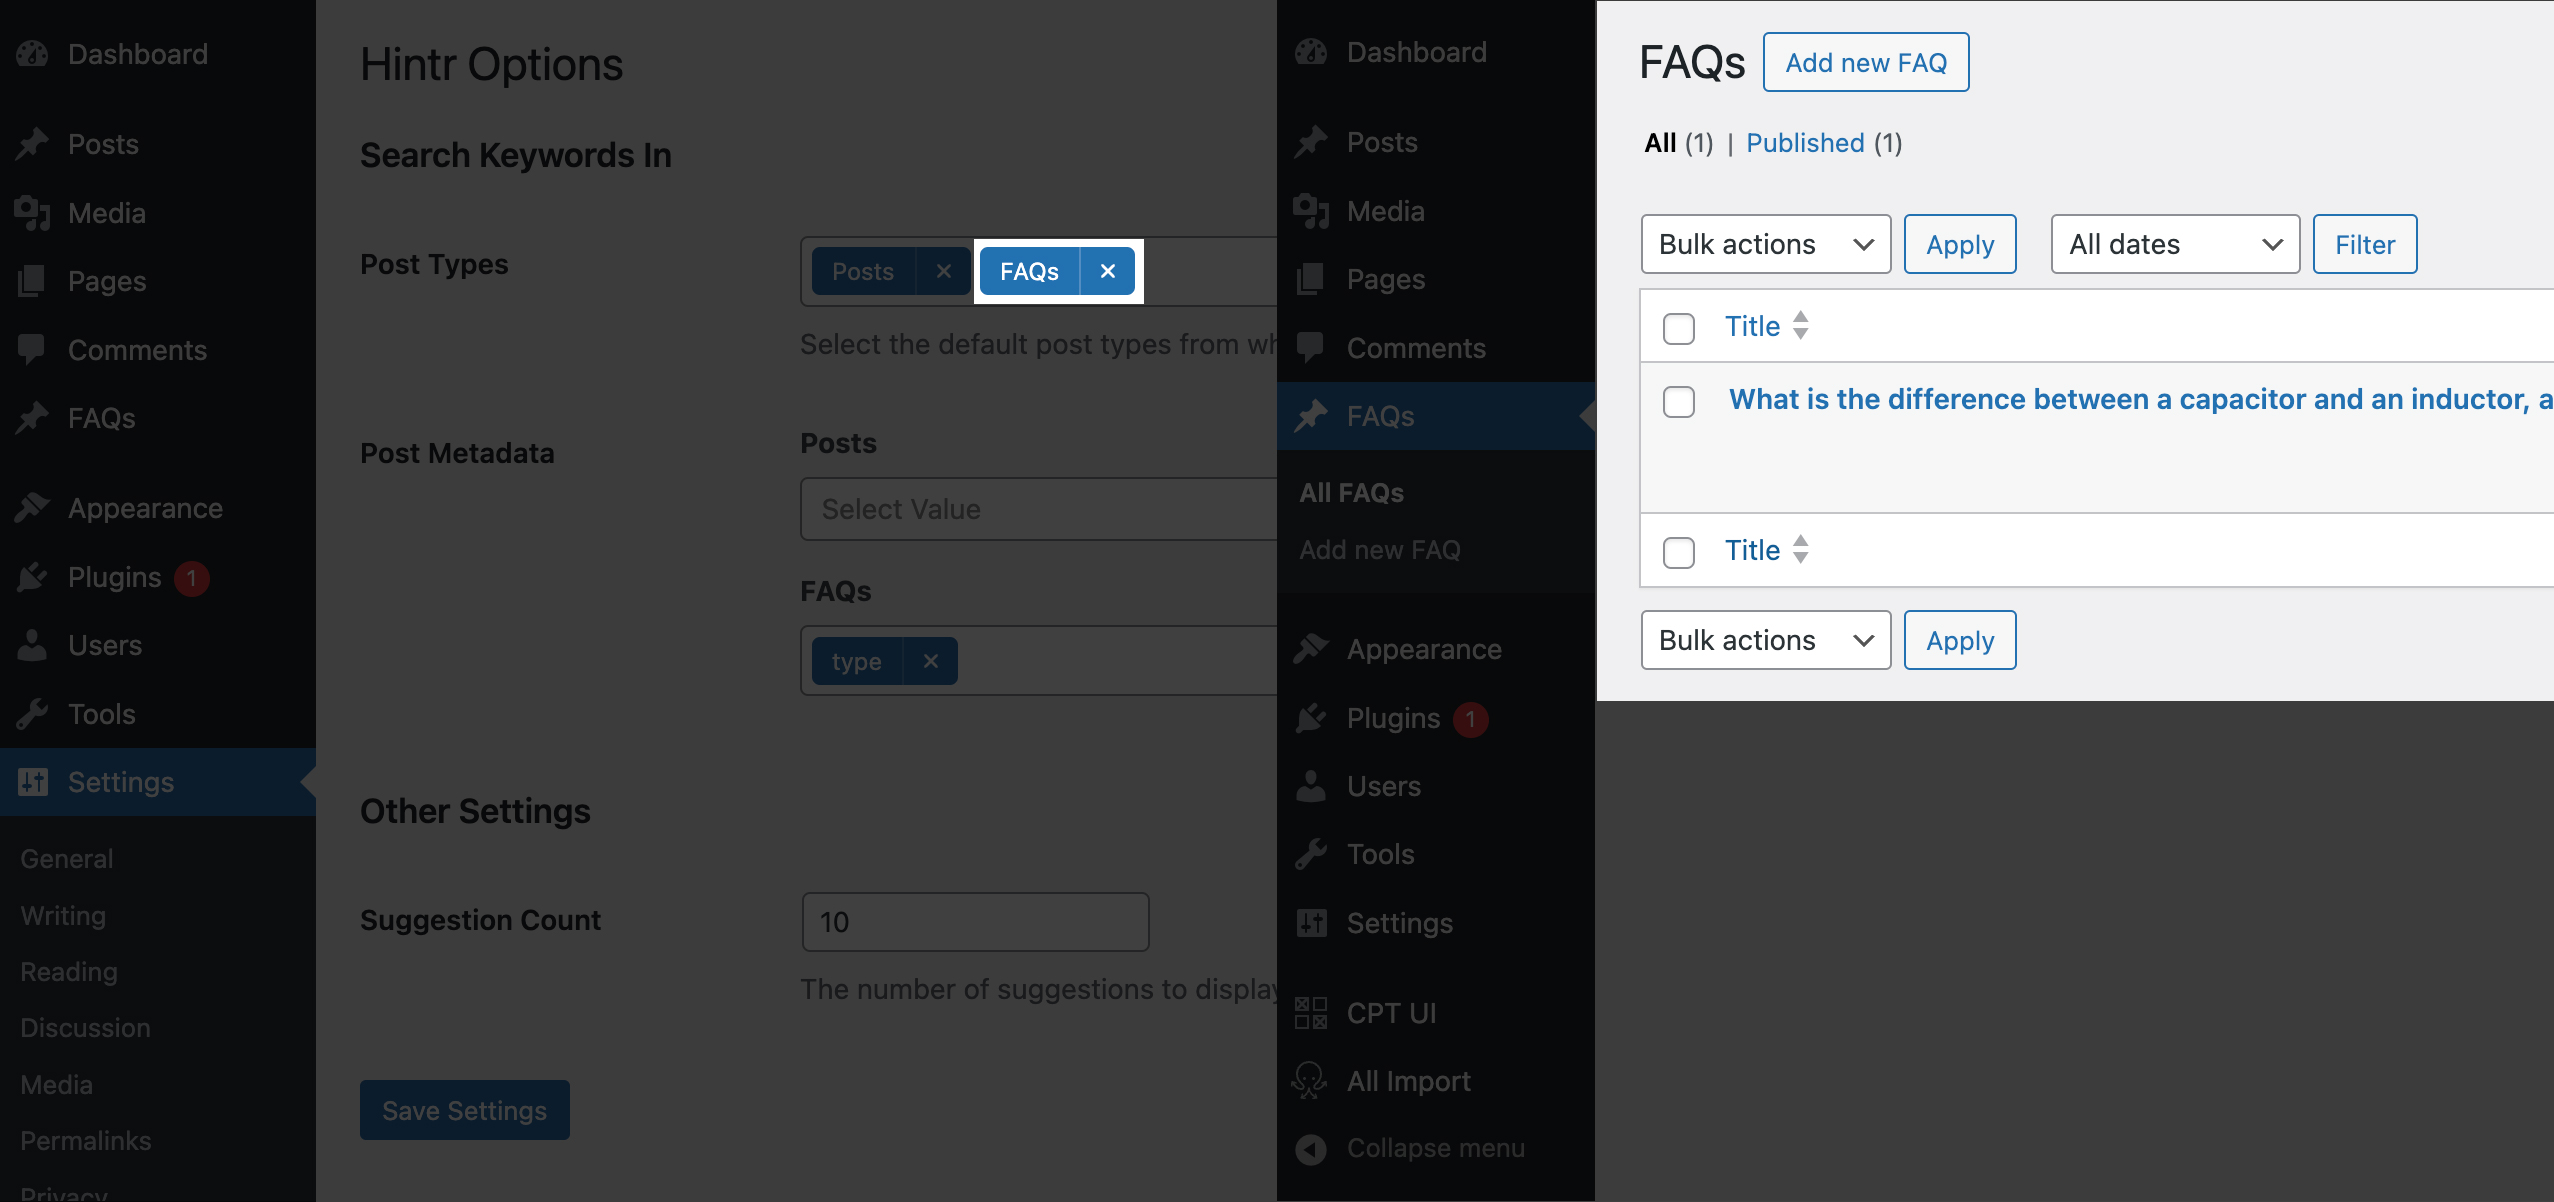 Dashboard
Posts
Media
Pages
Comments
FAQs
Appearance
Plugins 1
Users
Tools
Settings
General
Writing
Reading
Discussion
Media
Permalinks
Privacy
Hintr Options
Search Keywords In
Post Types
Posts ×
FAQs ×
Select the default post types from wh
Post Metadata
Posts
Select Value
FAQs
type ×
Other Settings
Suggestion Count
10
The number of suggestions to display
Save Settings
Dashboard
Posts
Media
Pages
Comments
FAQs
All FAQs
Add new FAQ
Appearance
Plugins 1
Users
Tools
Settings
CPT UI
All Import
Collapse menu
FAQs Add new FAQ
All (1) | Published (1)
Bulk actions Apply All dates Filter
Title
What is the difference between a capacitor and an inductor, a
Title
Bulk actions Apply